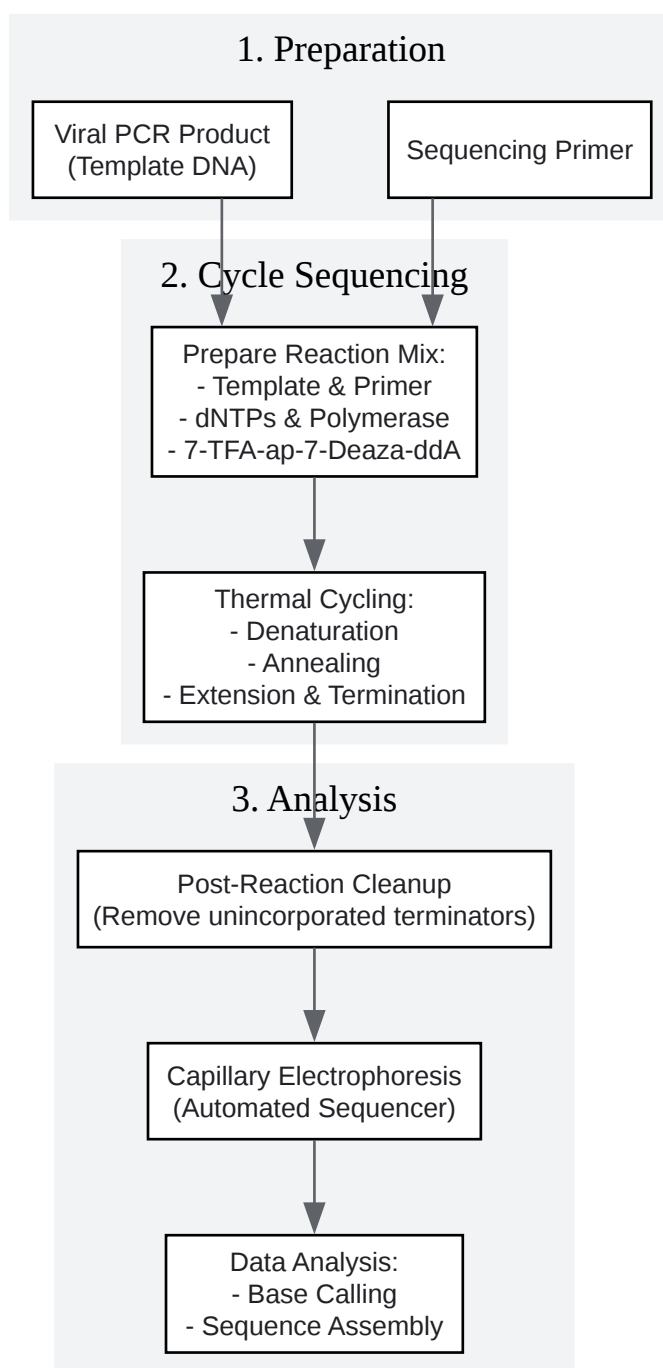 1. Preparation
Viral PCR Product
(Template DNA)
Sequencing Primer
2. Cycle Sequencing
Prepare Reaction Mix:
- Template & Primer
- dNTPs & Polymerase
- 7-TFA-ap-7-Deaza-ddA
Thermal Cycling:
- Denaturation
- Annealing
- Extension & Termination
3. Analysis
Post-Reaction Cleanup
(Remove unincorporated terminators)
Capillary Electrophoresis
(Automated Sequencer)
Data Analysis:
- Base Calling
- Sequence Assembly